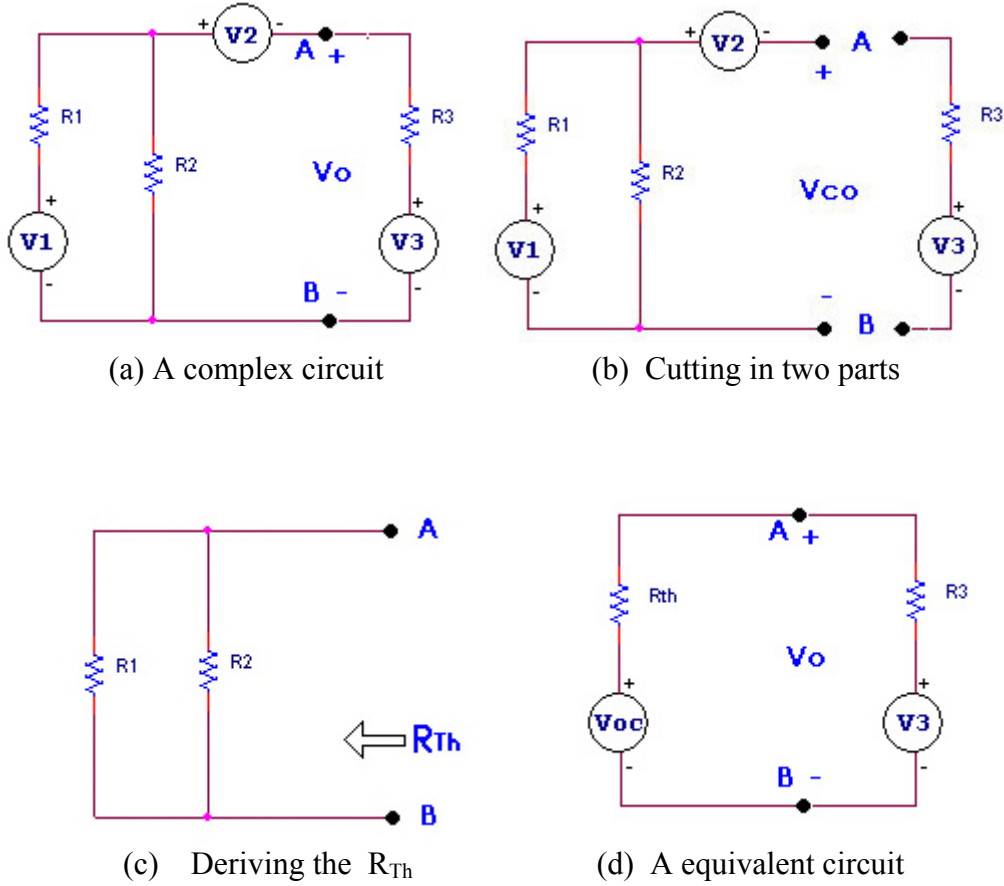 + V2 -
A +
R1
R2
R3
Vo
+
V1
-
+
V3
-
B -
(a) A complex circuit
+ V2 -
A
+
R1
R2
R3
Vco
+
V1
-
+
V3
-
-
B
(b) Cutting in two parts
A
R1
R2
RTh
B
(c) Deriving the RTh
A +
Rth
R3
Vo
+
Voc
-
+
V3
-
B -
(d) A equivalent circuit